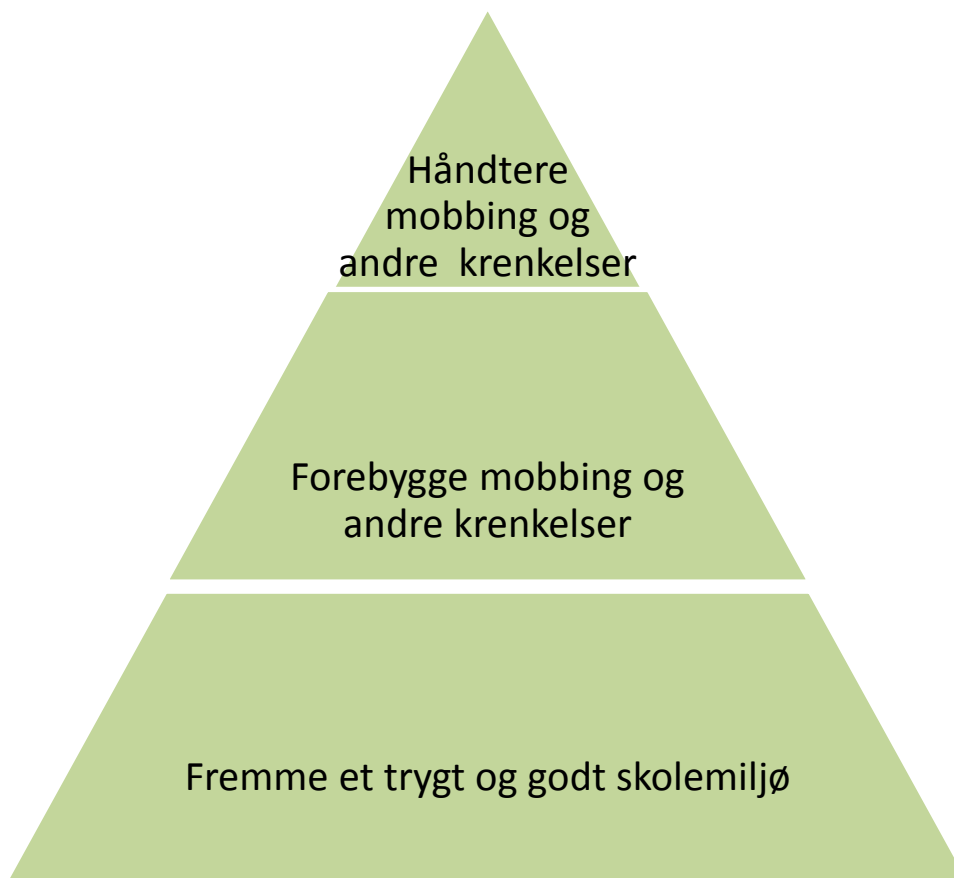 Håndtere
mobbing og
andre  krenkelser
Forebygge mobbing og
andre krenkelser
Fremme et trygt og godt skolemiljø